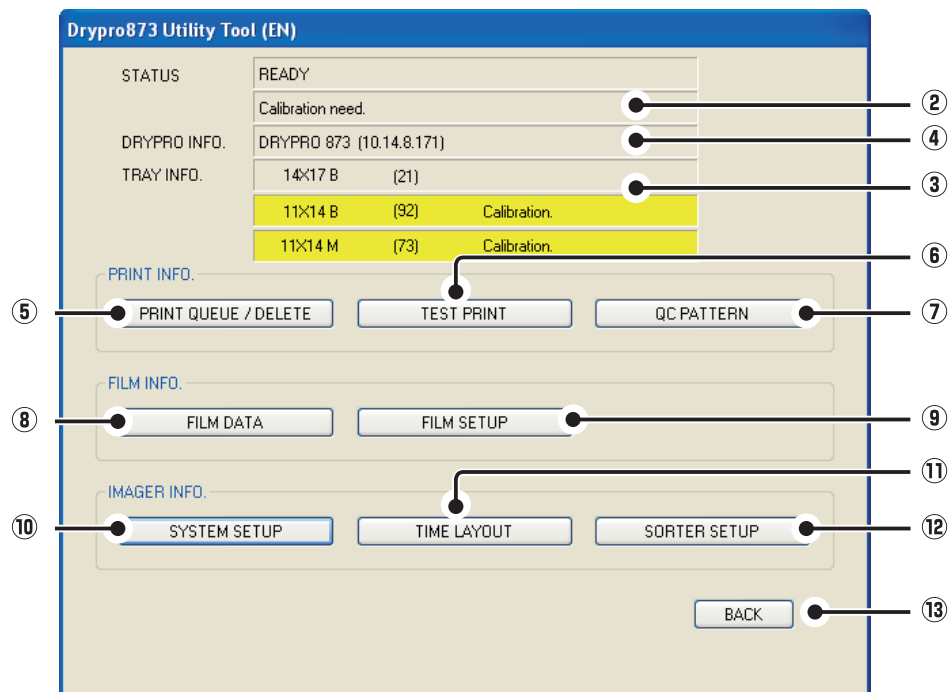 Drypro873 Utility Tool (EN)
STATUS READY
Calibration need. ②
DRYPRO INFO. DRYPRO 873 (10.14.8.171) ④
TRAY INFO. 14X17 B (21) ③
11X14 B (92) Calibration.
11X14 M (73) Calibration.
⑥
PRINT INFO.
⑤ PRINT QUEUE / DELETE TEST PRINT QC PATTERN ⑦
FILM INFO.
⑧ FILM DATA FILM SETUP ⑨
⑪
IMAGER INFO.
⑩ SYSTEM SETUP TIME LAYOUT SORTER SETUP ⑫
BACK ⑬